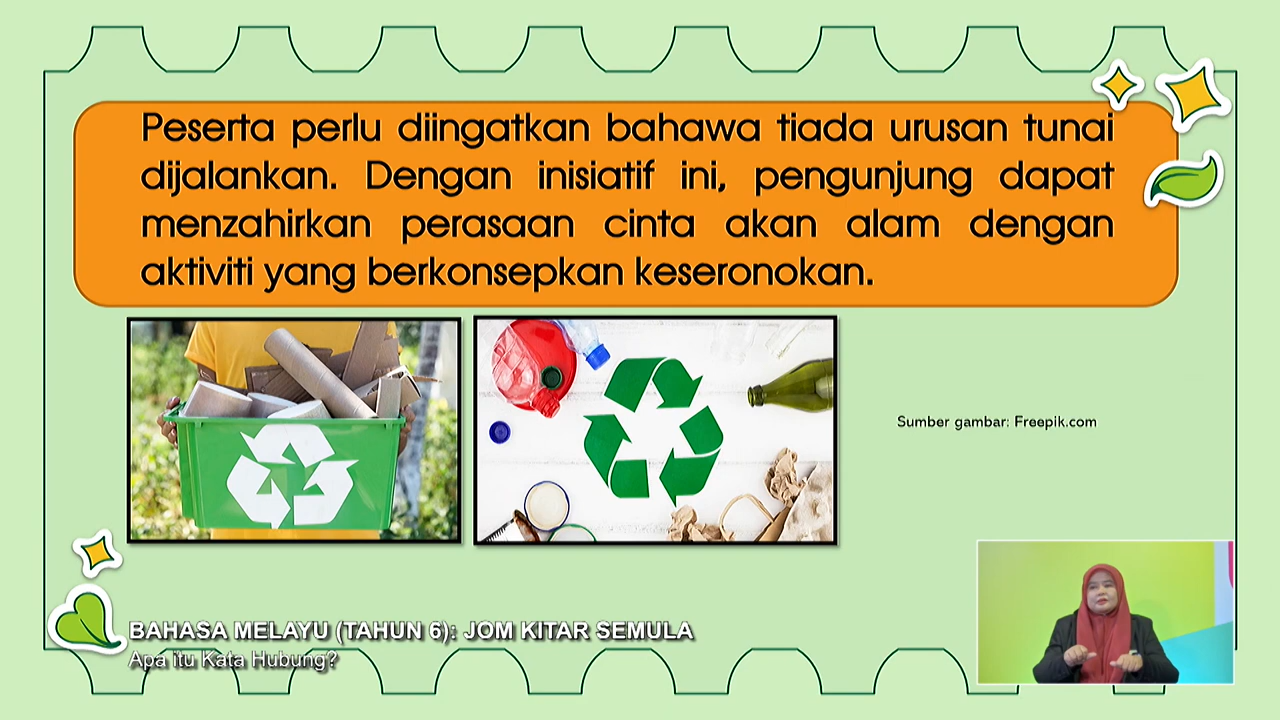 Peserta perlu diingatkan bahawa tiada urusan tunai
dijalankan. Dengan inisiatif ini, pengunjung dapat
menzahirkan perasaan cinta akan alam dengan
aktiviti yang berkonsepkan keseronokan.
Sumber gambar: Freepik.com
BAHASA MELAYU (TAHUN 6): JOM KITAR SEMULA
Apa itu Kata Hubung?